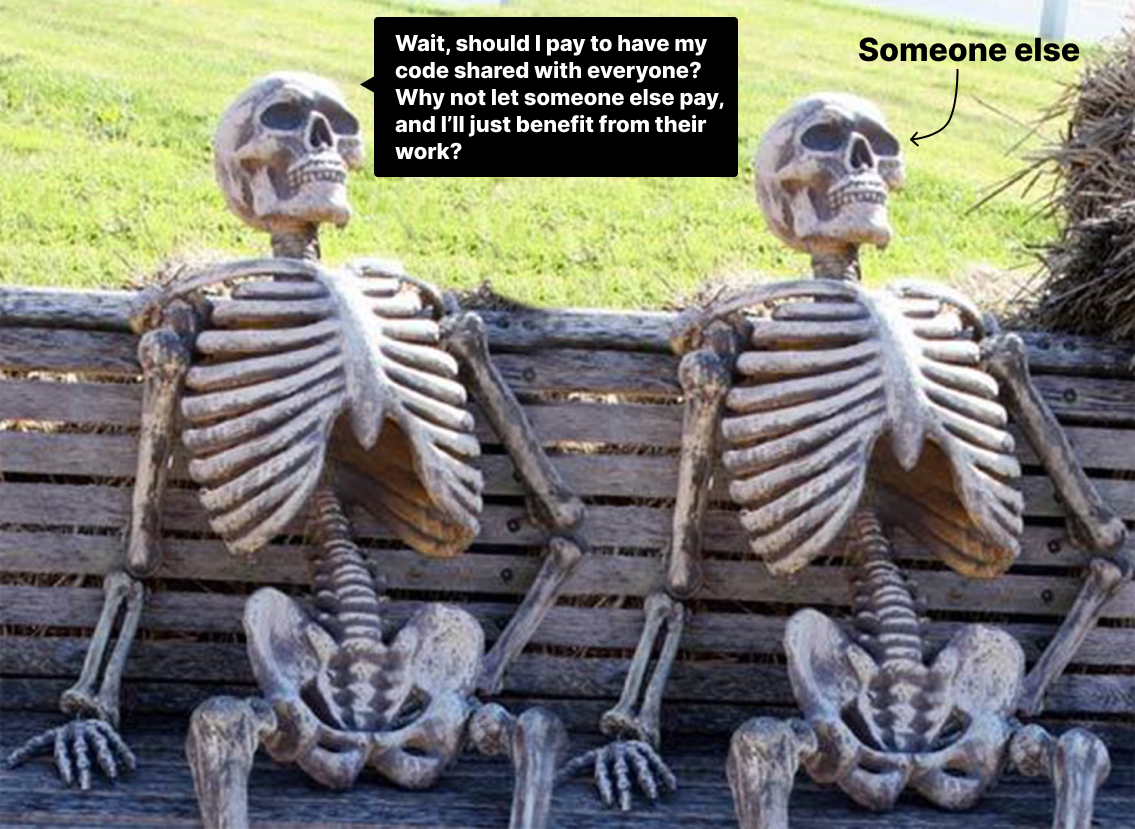 Wait, should I pay to have my
code shared with everyone?
Why not let someone else pay,
and I’ll just benefit from their
work?
Someone else